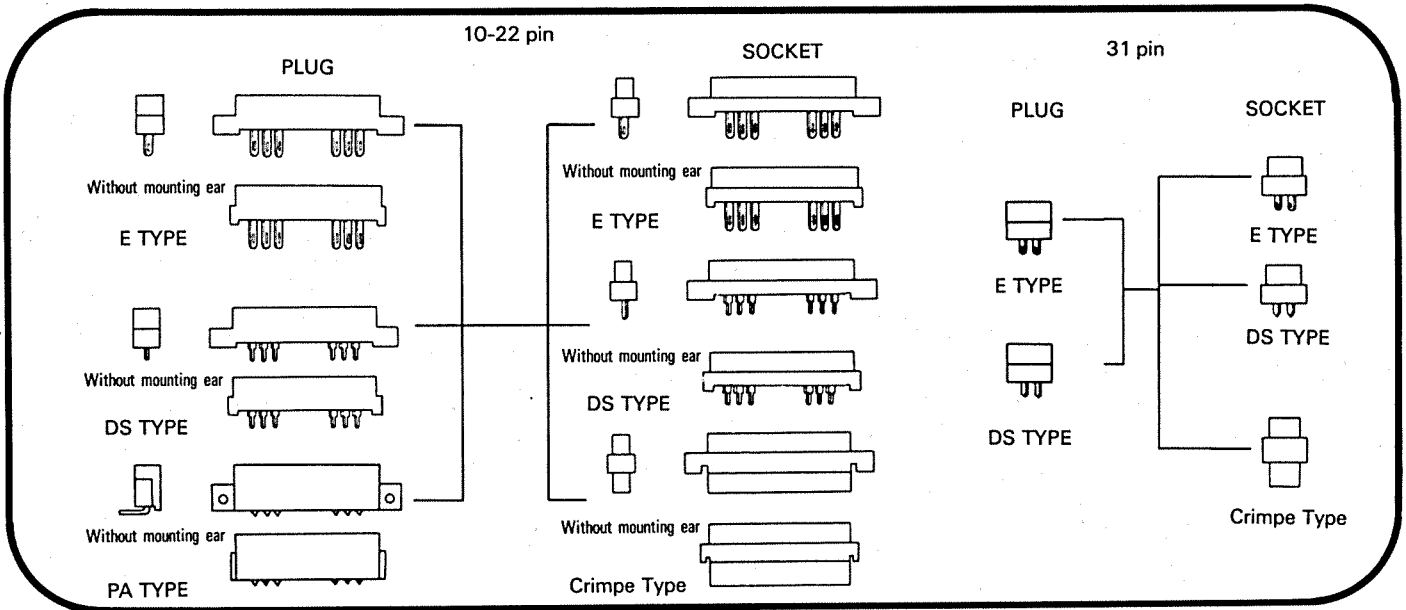 10-22 pin
PLUG
Without mounting ear
E TYPE
Without mounting ear
DS TYPE
Without mounting ear
PA TYPE
SOCKET
Without mounting ear
E TYPE
Without mounting ear
DS TYPE
Without mounting ear
Crimpe Type
31 pin
PLUG
E TYPE
DS TYPE
SOCKET
E TYPE
DS TYPE
Crimpe Type